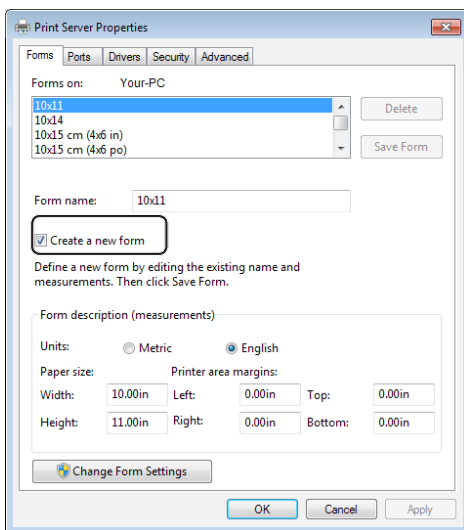 Print Server Properties
Forms Ports Drivers Security Advanced
Forms on: Your-PC
10x11
10x14
10x15 cm (4x6 in)
10x15 cm (4x6 po)
Delete
Save Form
Form name: 10x11
Create a new form
Define a new form by editing the existing name and
measurements. Then click Save Form.
Form description (measurements)
Units: Metric English
Paper size: Printer area margins:
Width: 10.00in Left: 0.00in Top: 0.00in
Height: 11.00in Right: 0.00in Bottom: 0.00in
Change Form Settings
OK Cancel Apply